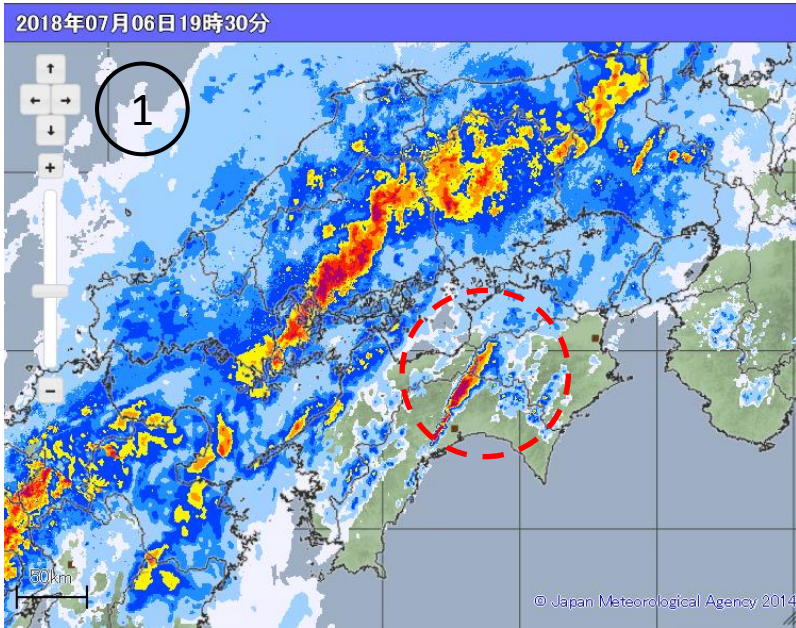 2018年07月06日19時30分
↑
← →
↓
1
+
−
50km
© Japan Meteorological Agency 2014